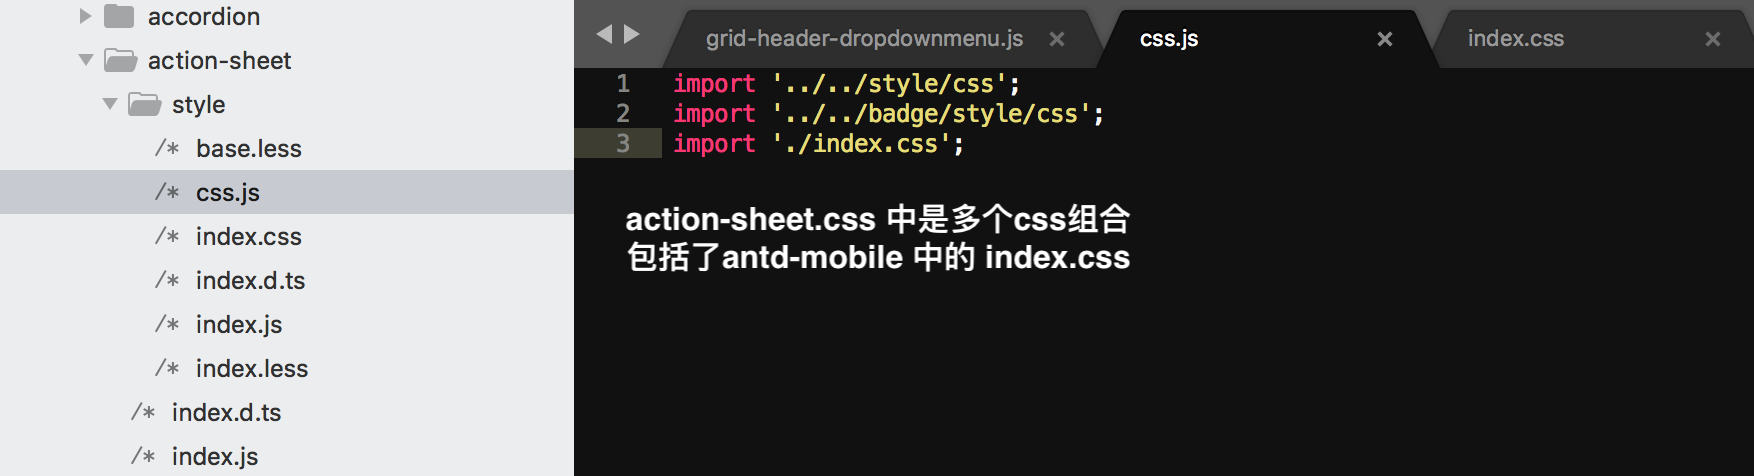 accordion
action-sheet
style
/* base.less
/* css.js
/* index.css
/* index.d.ts
/* index.js
/* index.less
/* index.d.ts
/* index.js
grid-header-dropdownmenu.js ×
css.js ×
index.css ×
1 import '../../style/css';
2 import '../../badge/style/css';
3 import './index.css';
action-sheet.css 中是多个css组合
包括了antd-mobile 中的 index.css